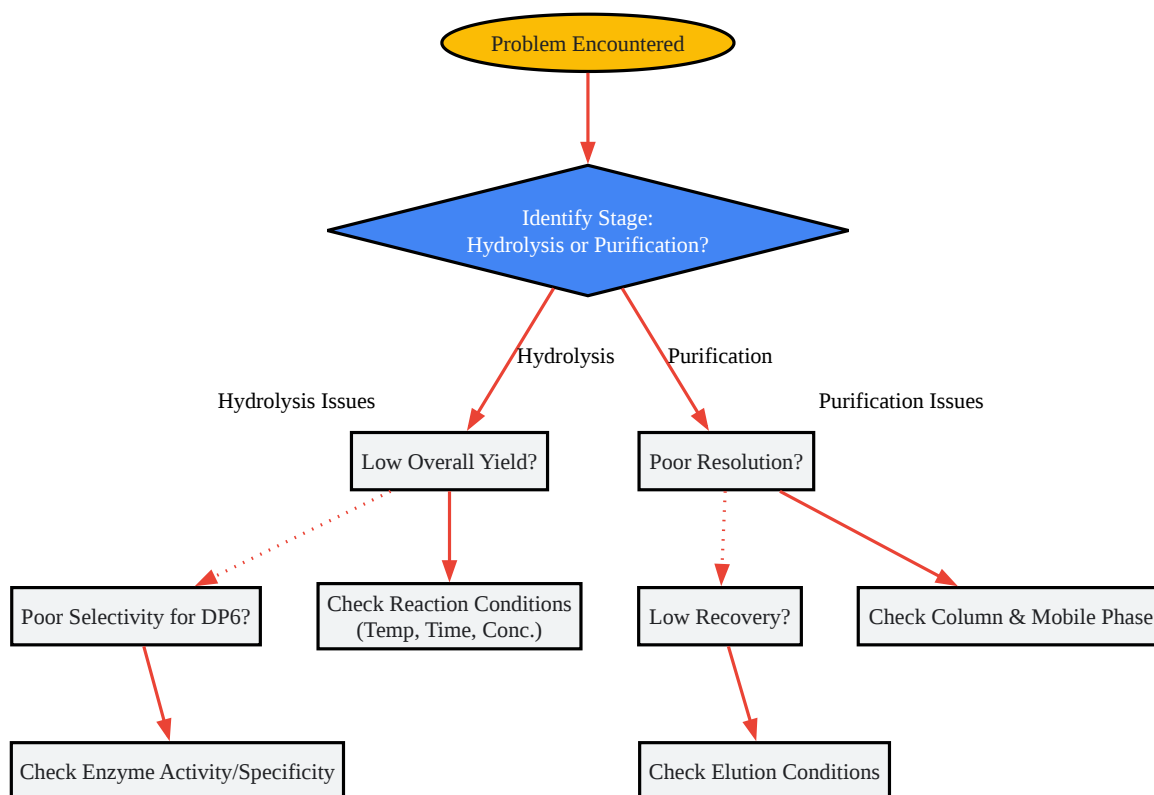 Problem Encountered
Identify Stage:
Hydrolysis or Purification?
Hydrolysis
Purification
Hydrolysis Issues
Purification Issues
Low Overall Yield?
Poor Resolution?
Poor Selectivity for DP6?
Check Reaction Conditions
(Temp, Time, Conc.)
Low Recovery?
Check Column & Mobile Phase
Check Enzyme Activity/Specificity
Check Elution Conditions